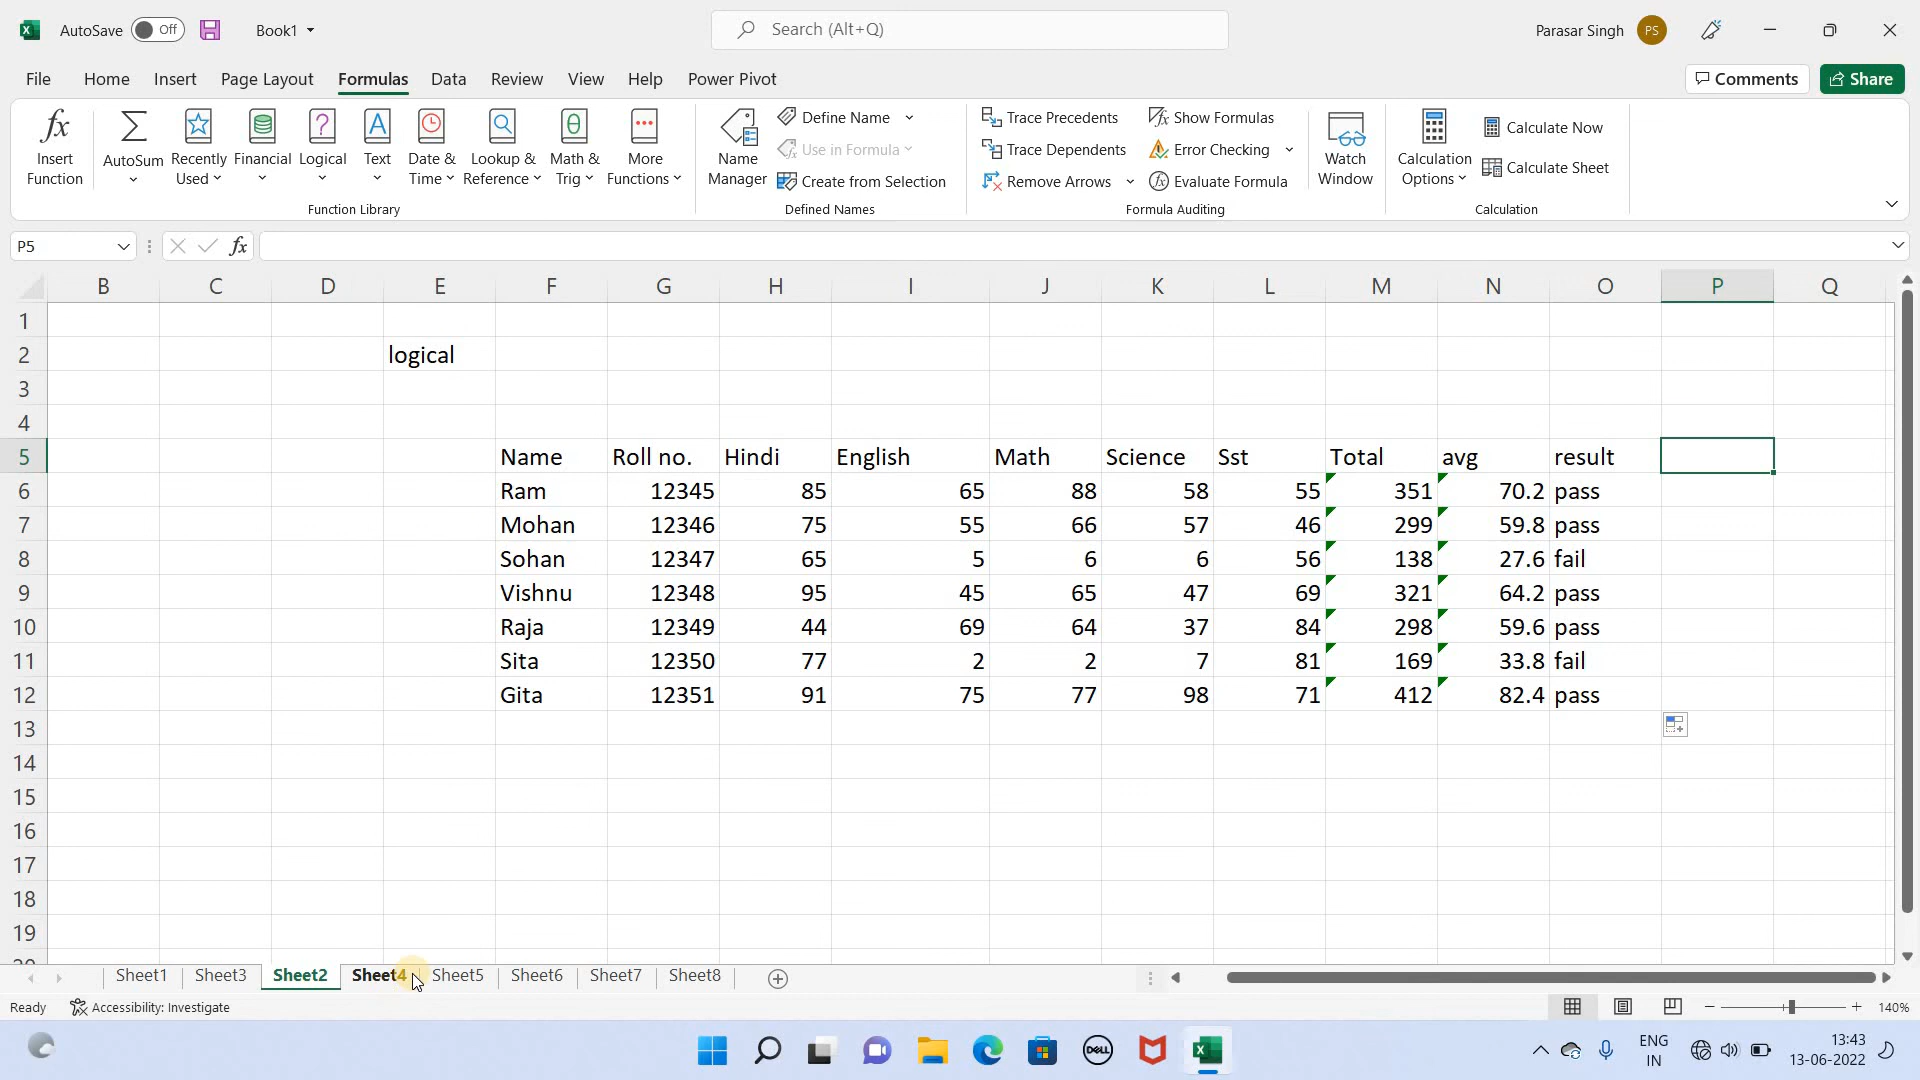 AutoSave Off Book1 Search (Alt+Q) Parasar Singh PS
File Home Insert Page Layout Formulas Data Review View Help Power Pivot Comments Share
Insert Function AutoSum Recently Used Financial Logical Text Date & Time Lookup & Reference Math & Trig More Functions
Function Library
Name Manager Define Name Use in Formula Create from Selection
Defined Names
Trace Precedents Show Formulas
Trace Dependents Error Checking
Remove Arrows Evaluate Formula
Formula Auditing
Watch Window
Calculation Options Calculate Now Calculate Sheet
Calculation
P5 fx
B C D E F G H I J K L M N O P Q
1
2 logical
3
4
5 Name Roll no. Hindi English Math Science Sst Total avg result
6 Ram 12345 85 65 88 58 55 351 70.2 pass
7 Mohan 12346 75 55 66 57 46 299 59.8 pass
8 Sohan 12347 65 5 6 6 56 138 27.6 fail
9 Vishnu 12348 95 45 65 47 69 321 64.2 pass
10 Raja 12349 44 69 64 37 84 298 59.6 pass
11 Sita 12350 77 2 2 7 81 169 33.8 fail
12 Gita 12351 91 75 77 98 71 412 82.4 pass
13
14
15
16
17
18
19
20
Sheet1 Sheet3 Sheet2 Sheet4 Sheet5 Sheet6 Sheet7 Sheet8
Ready Accessibility: Investigate 140%
DELL ENG IN 13:43
13-06-2022